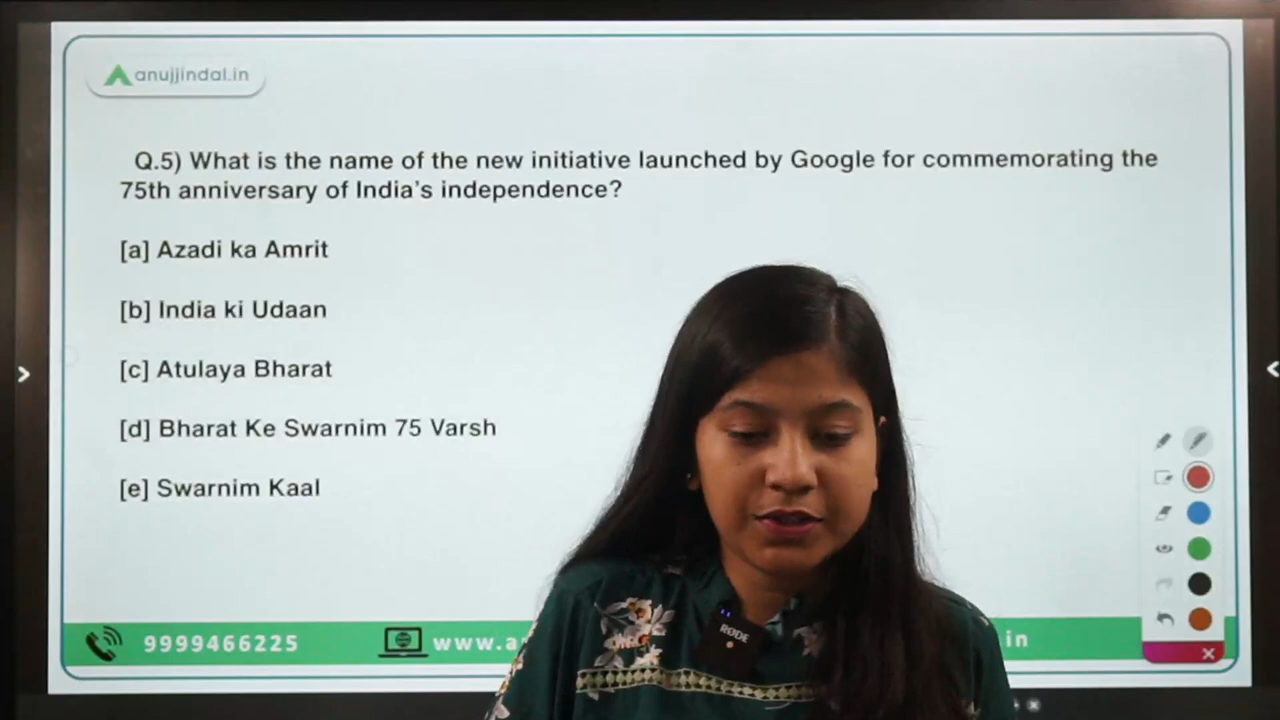 anujjindal.in
Q.5) What is the name of the new initiative launched by Google for commemorating the
75th anniversary of India's independence?
[a] Azadi ka Amrit
[b] India ki Udaan
[c] Atulaya Bharat
[d] Bharat Ke Swarnim 75 Varsh
[e] Swarnim Kaal
9999466225
www.a
in
RØDE